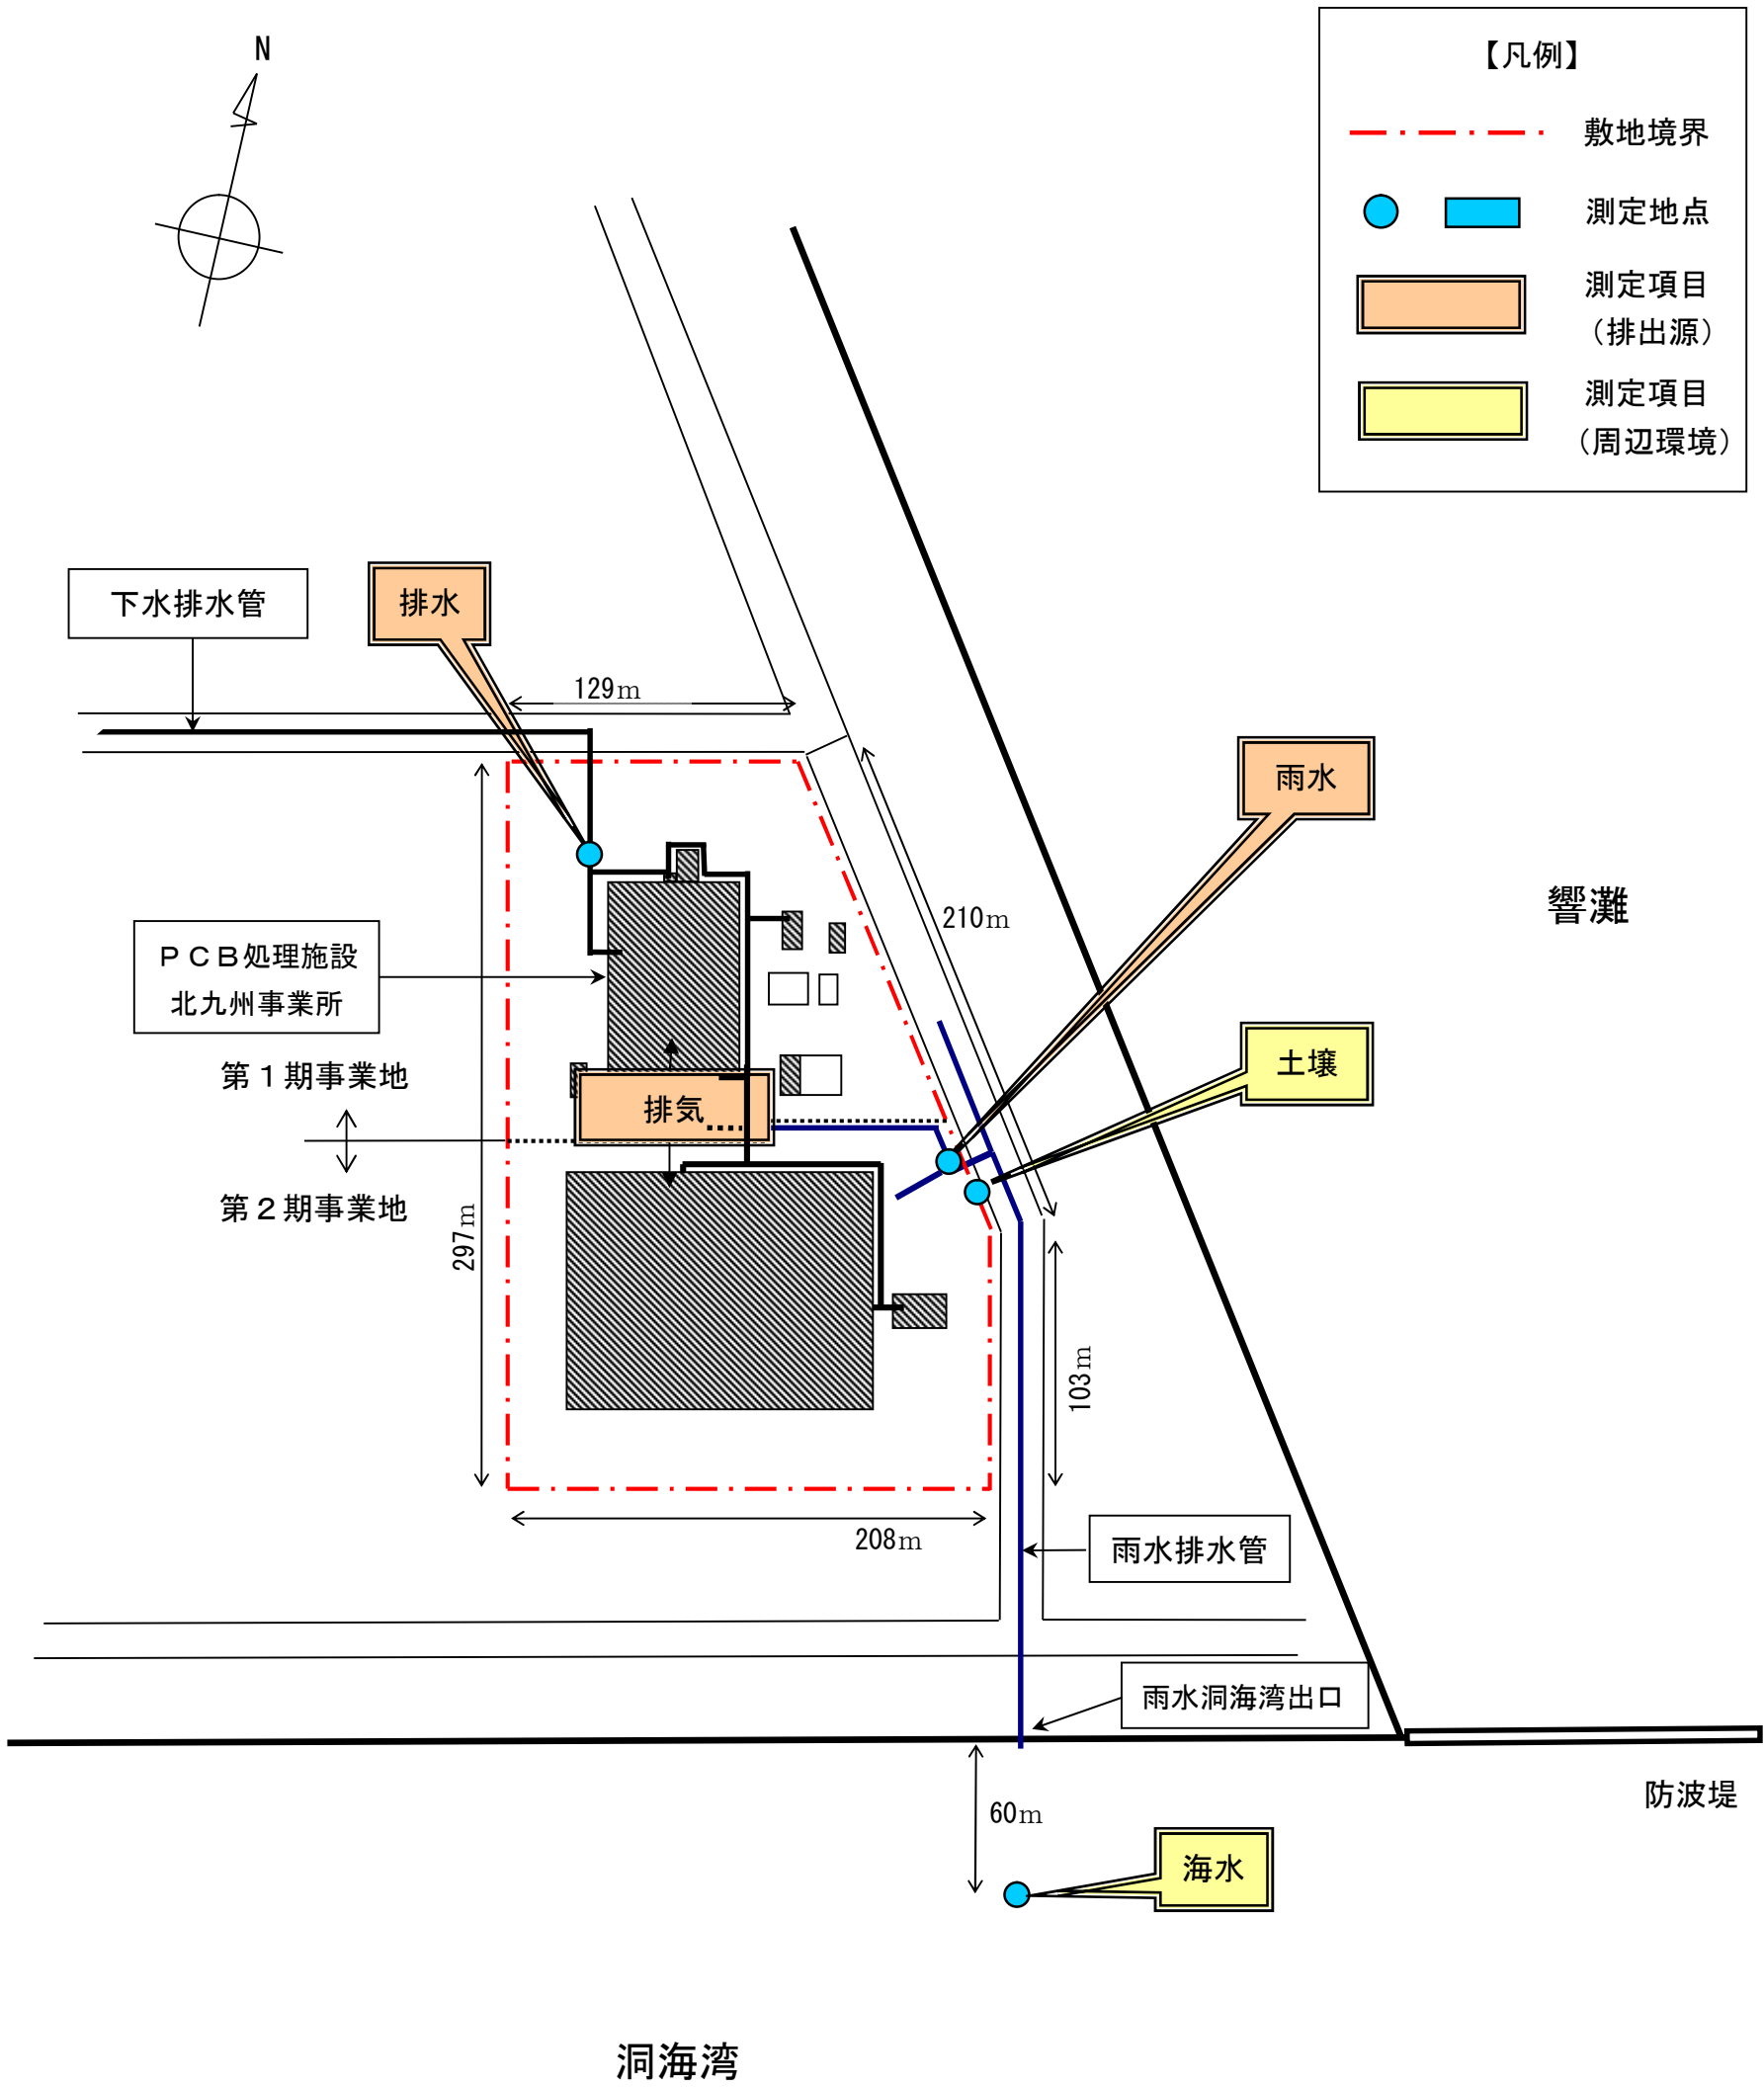 N
【凡例】
敷地境界
測定地点
測定項目
（排出源）
測定項目
（周辺環境）
下水排水管
排水
129m
雨水
210m
響灘
ＰＣＢ処理施設
北九州事業所
土壌
第１期事業地
排気
第２期事業地
297m
103m
208m
雨水排水管
雨水洞海湾出口
防波堤
60m
海水
洞海湾